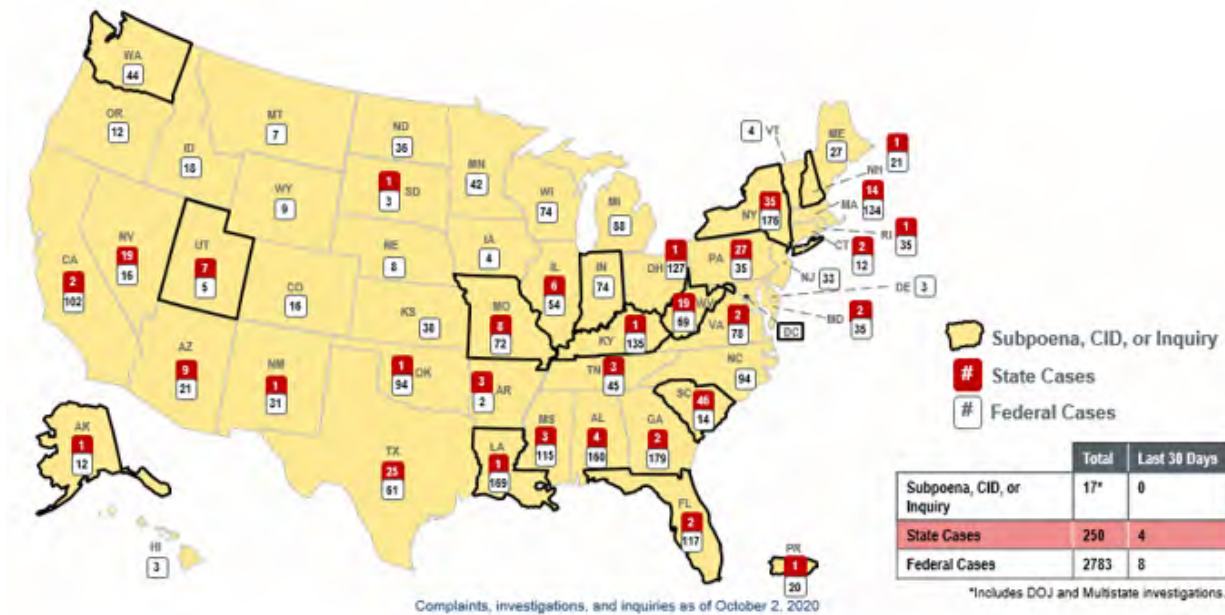 WA
44
OR
12
MT
7
ID
18
WY
9
ND
36
1
SD
3
MN
42
WI
74
MI
88
NE
8
IA
4
CA
2
102
NV
19
16
UT
7
5
CO
16
KS
38
MO
8
72
IL
6
54
IN
74
OH
1
127
KY
1
135
19
WV
59
PA
27
35
NY
35
176
4
VT
ME
27
1
21
NH
MA
14
134
RI
1
35
CT
2
12
NJ
33
DE
3
MD
2
35
VA
2
78
DC
NC
94
TN
3
45
SC
46
14
AZ
9
21
NM
1
31
1
OK
94
3
AR
2
TX
25
61
LA
1
169
MS
3
115
AL
4
160
GA
2
179
FL
2
117
AK
1
12
HI
3
PR
1
20
Subpoena, CID, or Inquiry
# State Cases
# Federal Cases
Total Last 30 Days
Subpoena, CID, or
Inquiry
17* 0
State Cases 250 4
Federal Cases 2783 8
*Includes DOJ and Multistate investigations
Complaints, investigations, and inquiries as of October 2, 2020